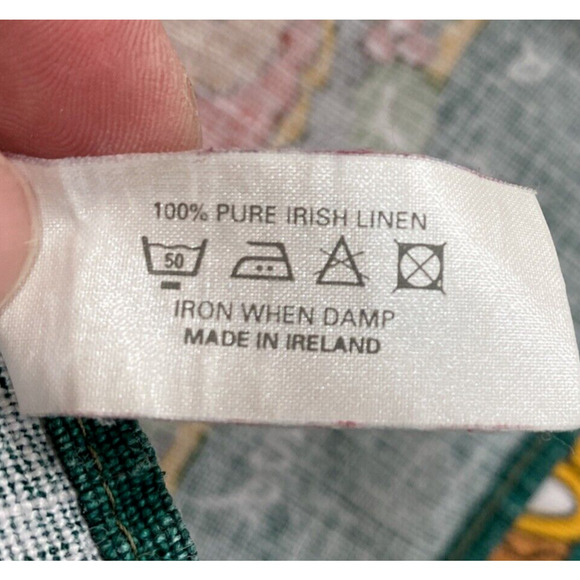 100% PURE IRISH LINEN
50
IRON WHEN DAMP
MADE IN IRELAND